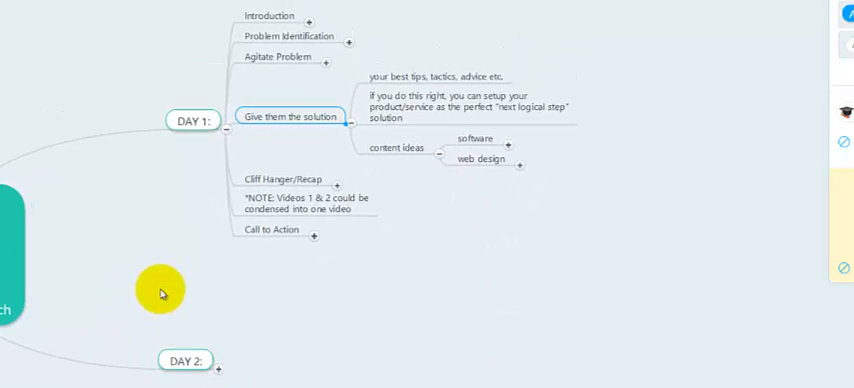 Introduction
Problem Identification
Agitate Problem
DAY 1:
Give them the solution
your best tips, tactics, advice etc.
if you do this right, you can setup your
product/service as the perfect "next logical step"
solution
content ideas
software
web design
Cliff Hanger/Recap
*NOTE: Videos 1 & 2 could be
condensed into one video
Call to Action
ch
DAY 2: